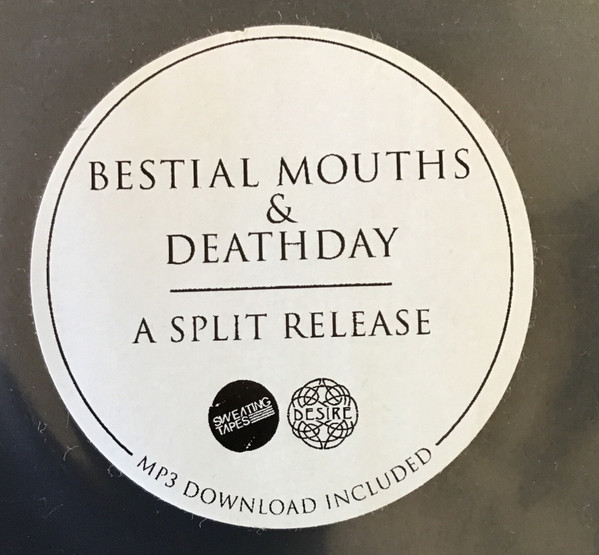 BESTIAL MOUTHS
&
DEATHDAY
A SPLIT RELEASE
SWEATING
TAPES
DESIRE
MP3 DOWNLOAD INCLUDED